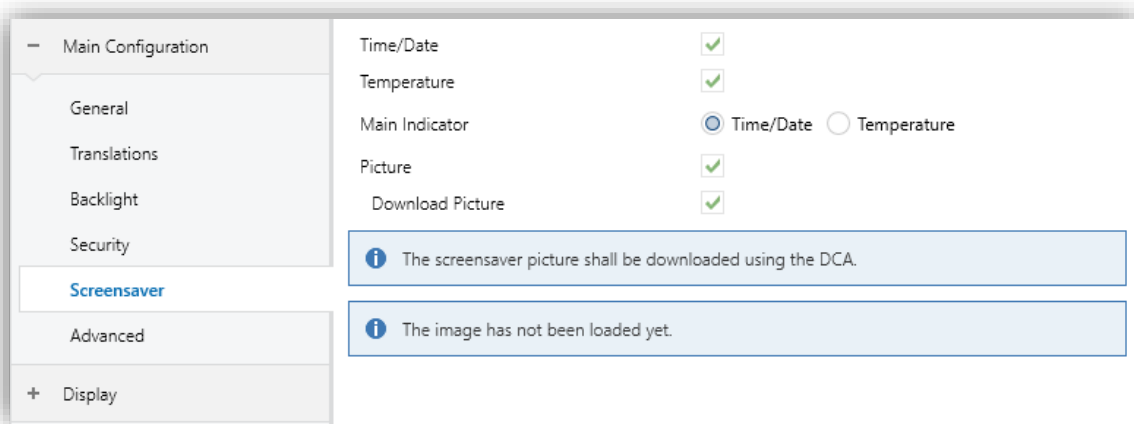 Main Configuration
General
Translations
Backlight
Security
Screensaver
Advanced
Display
Time/Date
Temperature
Main Indicator Time/Date Temperature
Picture
Download Picture
The screensaver picture shall be downloaded using the DCA.
The image has not been loaded yet.